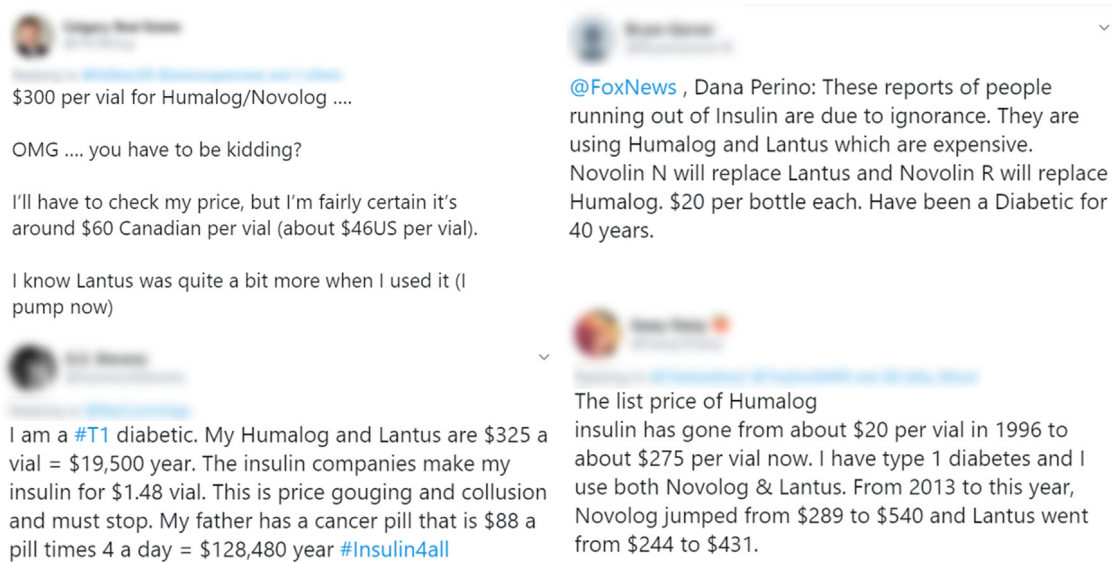 $300 per vial for Humalog/Novolog ....
OMG .... you have to be kidding?
I'll have to check my price, but I'm fairly certain it's
around $60 Canadian per vial (about $46US per vial).
I know Lantus was quite a bit more when I used it (I
pump now)
I am a #T1 diabetic. My Humalog and Lantus are $325 a
vial = $19,500 year. The insulin companies make my
insulin for $1.48 vial. This is price gouging and collusion
and must stop. My father has a cancer pill that is $88 a
pill times 4 a day = $128,480 year #Insulin4all
@FoxNews , Dana Perino: These reports of people
running out of Insulin are due to ignorance. They are
using Humalog and Lantus which are expensive.
Novolin N will replace Lantus and Novolin R will replace
Humalog. $20 per bottle each. Have been a Diabetic for
40 years.
The list price of Humalog
insulin has gone from about $20 per vial in 1996 to
about $275 per vial now. I have type 1 diabetes and I
use both Novolog & Lantus. From 2013 to this year,
Novolog jumped from $289 to $540 and Lantus went
from $244 to $431.